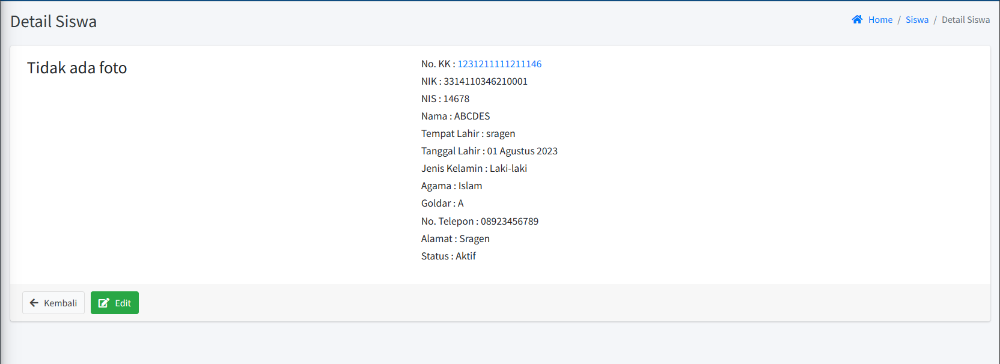 Detail Siswa
Home / Siswa / Detail Siswa
Tidak ada foto
No. KK : 1231211111211146
NIK : 3314110346210001
NIS : 14678
Nama : ABCDES
Tempat Lahir : sragen
Tanggal Lahir : 01 Agustus 2023
Jenis Kelamin : Laki-laki
Agama : Islam
Goldar : A
No. Telepon : 08923456789
Alamat : Sragen
Status : Aktif
Kembali
Edit